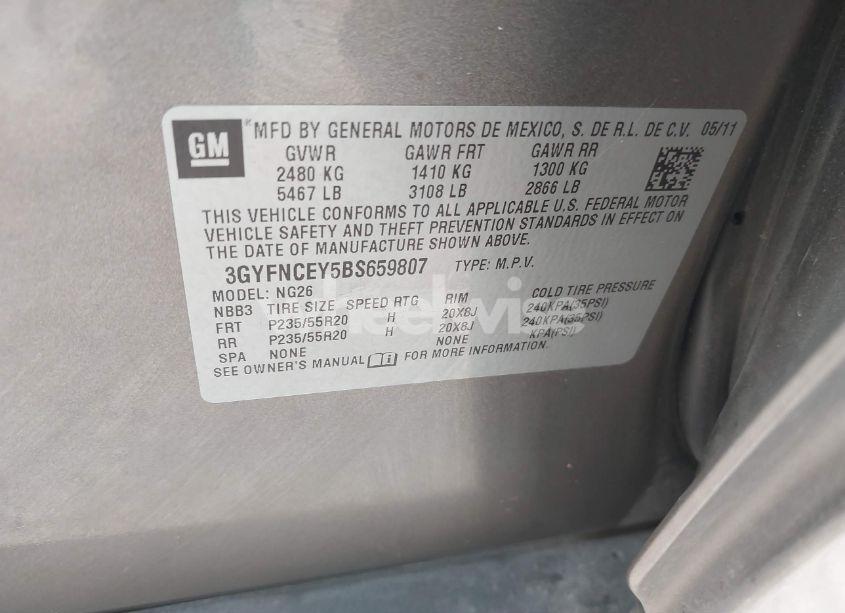 GM
*MFD BY GENERAL MOTORS DE MEXICO, S. DE R.L. DE C.V. 05/11
GVWR GAWR FRT GAWR RR
2480 KG 1410 KG 1300 KG
5467 LB 3108 LB 2866 LB
THIS VEHICLE CONFORMS TO ALL APPLICABLE U.S. FEDERAL MOTOR
VEHICLE SAFETY AND THEFT PREVENTION STANDARDS IN EFFECT ON
THE DATE OF MANUFACTURE SHOWN ABOVE.
3GYFNCEY5BS659807 TYPE: M.P.V.
MODEL: NG26
NBB3 TIRE SIZE SPEED RTG RIM COLD TIRE PRESSURE
FRT P235/55R20 H 20X8J 240KPA(35PSI)
RR P235/55R20 H 20X8J 240KPA(35PSI)
SPA NONE NONE KPA(PSI)
SEE OWNER'S MANUAL FOR MORE INFORMATION.